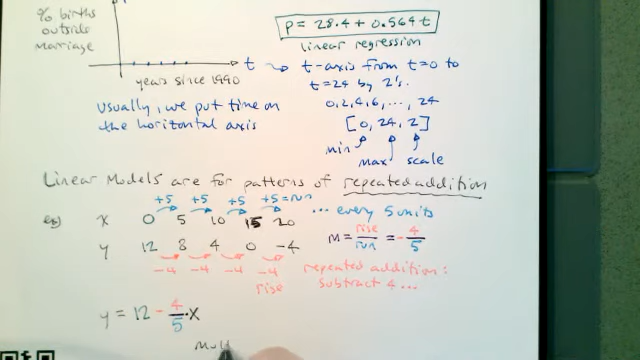 % births
outside
marriage
years since 1990
t
Usually, we put time on
the horizontal axis
P = 28.4 + 0.564 t
linear regression
t-axis from t=0 to
t=24 by 2's.
0, 2, 4, 6, ..., 24
[0, 24, 2]
min max scale
Linear Models are for patterns of repeated addition
+5 +5 +5 +5 = run
eg) x 0 5 10 15 20
y 12 8 4 0 -4
-4 -4 -4 -4
rise
... every 5 units
m = rise/run = -4/5
repeated addition:
subtract 4 ...
y = 12 - 4/5 · x
mul